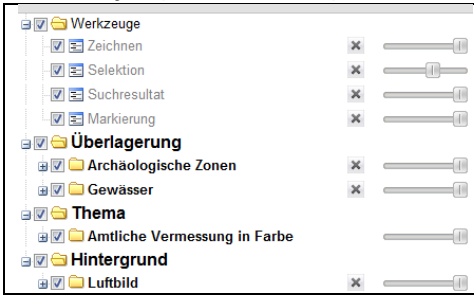 Werkzeuge
Zeichnen
Selektion
Suchresultat
Markierung
Überlagerung
Archäologische Zonen
Gewässer
Thema
Amtliche Vermessung in Farbe
Hintergrund
Luftbild